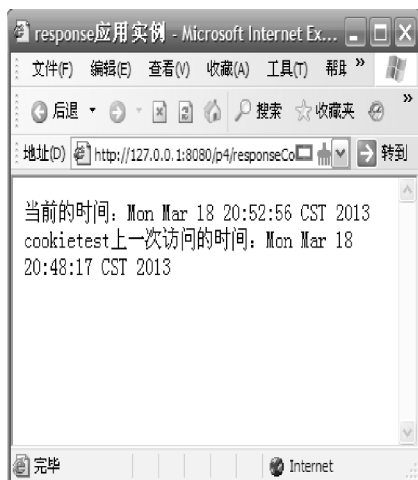 response应用实例 - Microsoft Internet Ex...
文件(F) 编辑(E) 查看(V) 收藏(A) 工具(T) 帮助 »
后退 搜索 收藏夹 »
地址(D) http://127.0.0.1:8080/p4/responseCo 转到
当前的时间：Mon Mar 18 20:52:56 CST 2013
cookietest上一次访问的时间：Mon Mar 18
20:48:17 CST 2013
完毕 Internet